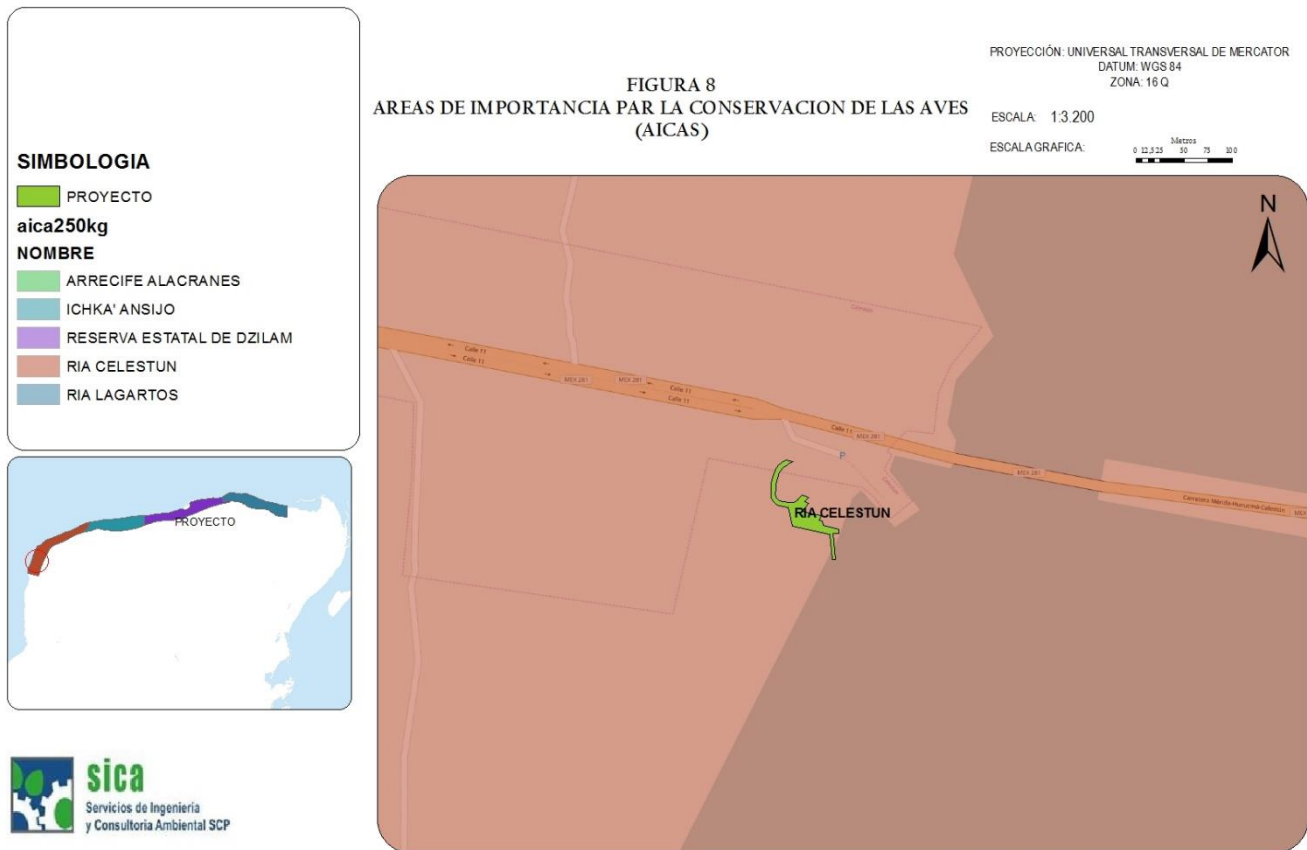 FIGURA 8
AREAS DE IMPORTANCIA PAR LA CONSERVACION DE LAS AVES
(AICAS)
PROYECCIÓN: UNIVERSAL TRANSVERSAL DE MERCATOR
DATUM: WGS 84
ZONA: 16 Q
ESCALA: 1:3.200
ESCALA GRAFICA:
Metros
0 12,5 25 50 75 100
SIMBOLOGIA
PROYECTO
aica250kg
NOMBRE
ARRECIFE ALACRANES
ICHKA' ANSIJO
RESERVA ESTATAL DE DZILAM
RIA CELESTUN
RIA LAGARTOS
PROYECTO
sica
Servicios de Ingeniería
y Consultoria Ambiental SCP
N
Celestún
Calle 11
Calle 11
MEX 281
MEX 281
Calle 11
Calle 11
Calle 11
MEX 281
P
Celestún
MEX 281
RIA CELESTUN
Carretera Mérida-Hunucmá-Celestún
MEX